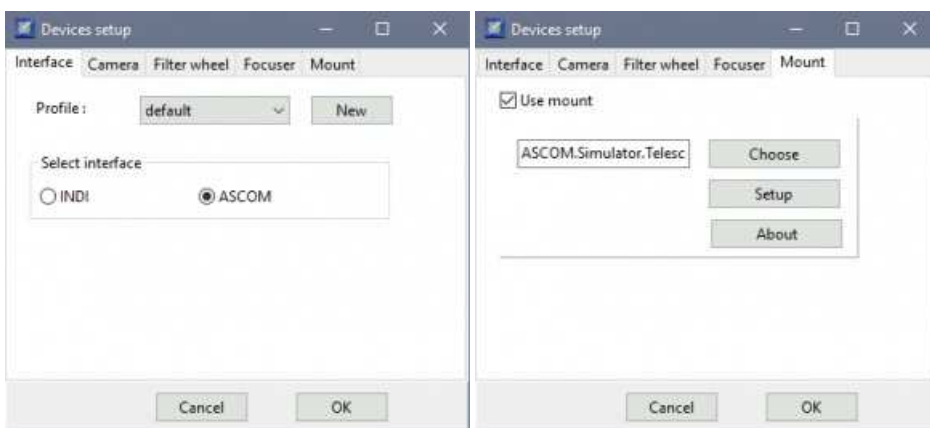 Devices setup
Interface Camera Filter wheel Focuser Mount
Profile : default New
Select interface
INDI ASCOM
Cancel OK
Devices setup
Interface Camera Filter wheel Focuser Mount
Use mount
ASCOM.Simulator.Telesc Choose
Setup
About
Cancel OK